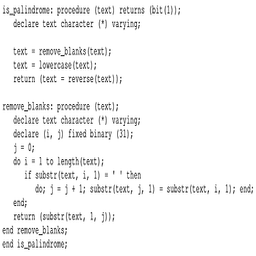 is_palindrome: procedure (text) returns (bit(1));
declare text character (*) varying;
text = remove_blanks(text);
text = lowercase(text);
return (text = reverse(text));
remove_blanks: procedure (text);
declare text character (*) varying;
declare (i, j) fixed binary (31);
j = 0;
do i = 1 to length(text);
if substr(text, i, 1) = ' ' then
do; j = j + 1; substr(text, j, 1) = substr(text, i, 1); end;
end;
return (substr(text, 1, j));
end remove_blanks;
end is_palindrome;